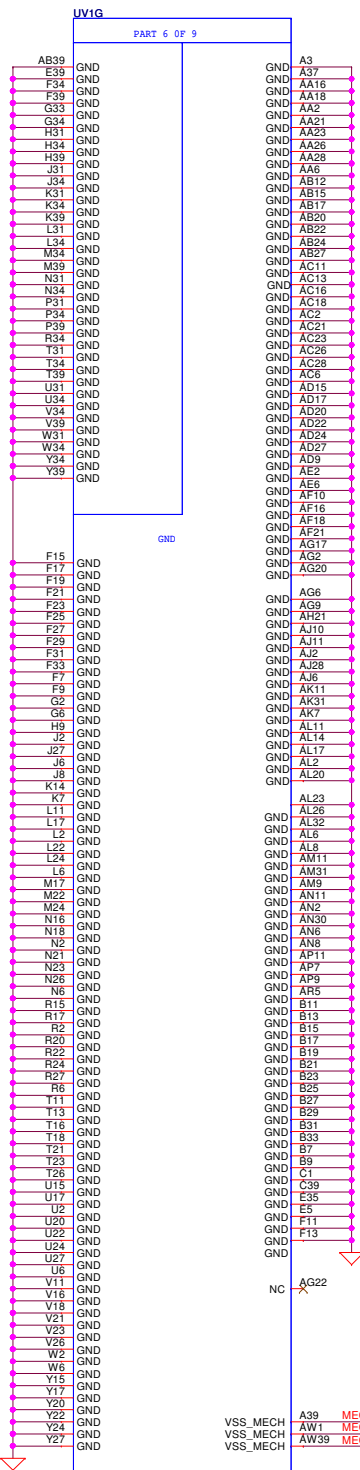 UV1G
PART 6 OF 9
AB39 GND
E39 GND
F34 GND
F39 GND
G33 GND
G34 GND
H31 GND
H34 GND
H39 GND
J31 GND
J34 GND
K31 GND
K34 GND
K39 GND
L31 GND
L34 GND
M34 GND
M39 GND
N31 GND
N34 GND
P31 GND
P34 GND
P39 GND
R34 GND
T31 GND
T34 GND
T39 GND
U31 GND
U34 GND
V34 GND
V39 GND
W31 GND
W34 GND
Y34 GND
Y39 GND
GND
F15 GND
F17 GND
F19 GND
F21 GND
F23 GND
F25 GND
F27 GND
F29 GND
F31 GND
F33 GND
F7 GND
F9 GND
G2 GND
G6 GND
H9 GND
J2 GND
J27 GND
J6 GND
J8 GND
K14 GND
K7 GND
L11 GND
L17 GND
L2 GND
L22 GND
L24 GND
L6 GND
M17 GND
M22 GND
M24 GND
N16 GND
N18 GND
N2 GND
N21 GND
N23 GND
N26 GND
N6 GND
R15 GND
R17 GND
R2 GND
R20 GND
R22 GND
R24 GND
R27 GND
R6 GND
T11 GND
T13 GND
T16 GND
T18 GND
T21 GND
T23 GND
T26 GND
U15 GND
U17 GND
U2 GND
U20 GND
U22 GND
U24 GND
U27 GND
U6 GND
V11 GND
V16 GND
V18 GND
V21 GND
V23 GND
V26 GND
W2 GND
W6 GND
Y15 GND
Y17 GND
Y20 GND
Y22 GND
Y24 GND
Y27 GND
GND A3
GND A37
GND AA16
GND AA18
GND AA2
GND AA21
GND AA23
GND AA26
GND AA28
GND AA6
GND AB12
GND AB15
GND AB17
GND AB20
GND AB22
GND AB24
GND AB27
GND AC11
GND AC13
GND AC16
GND AC18
GND AC2
GND AC21
GND AC23
GND AC26
GND AC28
GND AC6
GND AD15
GND AD17
GND AD20
GND AD22
GND AD24
GND AD27
GND AD9
GND AE2
GND AE6
GND AF10
GND AF16
GND AF18
GND AF21
GND AG17
GND AG2
GND AG20
GND AG6
GND AG9
GND AH21
GND AJ10
GND AJ11
GND AJ2
GND AJ28
GND AJ6
GND AK11
GND AK31
GND AK7
GND AL11
GND AL14
GND AL17
GND AL2
GND AL20
AL23
GND AL26
GND AL32
GND AL6
GND AL8
GND AM11
GND AM31
GND AM9
GND AN11
GND AN2
GND AN30
GND AN6
GND AN8
GND AP11
GND AP7
GND AP9
GND AR5
GND B11
GND B13
GND B15
GND B17
GND B19
GND B21
GND B23
GND B25
GND B27
GND B29
GND B31
GND B33
GND B7
GND B9
GND C1
GND C39
GND E35
GND E5
GND F11
GND F13
GND
NC AG22
VSS_MECH A39
VSS_MECH AW1
VSS_MECH AW39